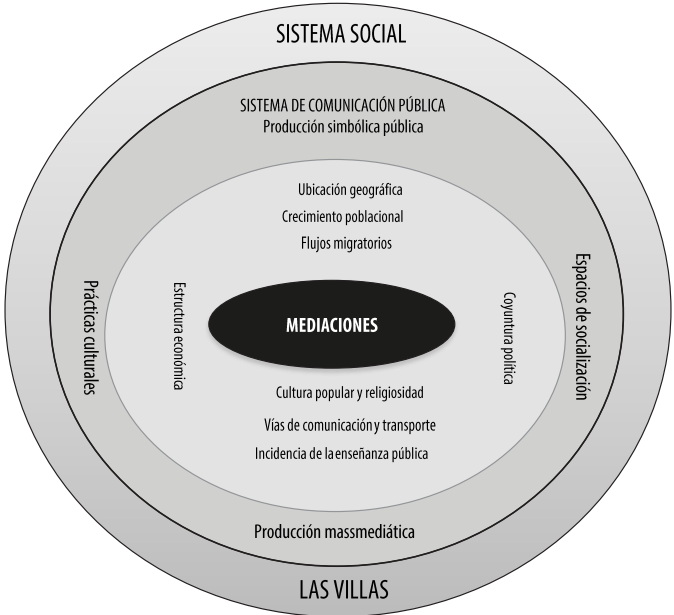 SISTEMA SOCIAL
SISTEMA DE COMUNICACIÓN PÚBLICA
Producción simbólica pública
Ubicación geográfica
Crecimiento poblacional
Flujos migratorios
Prácticas culturales
Estructura económica
MEDIACIONES
Coyuntura política
Espacios de socialización
Cultura popular y religiosidad
Vías de comunicación y transporte
Incidencia de la enseñanza pública
Producción massmediática
LAS VILLAS